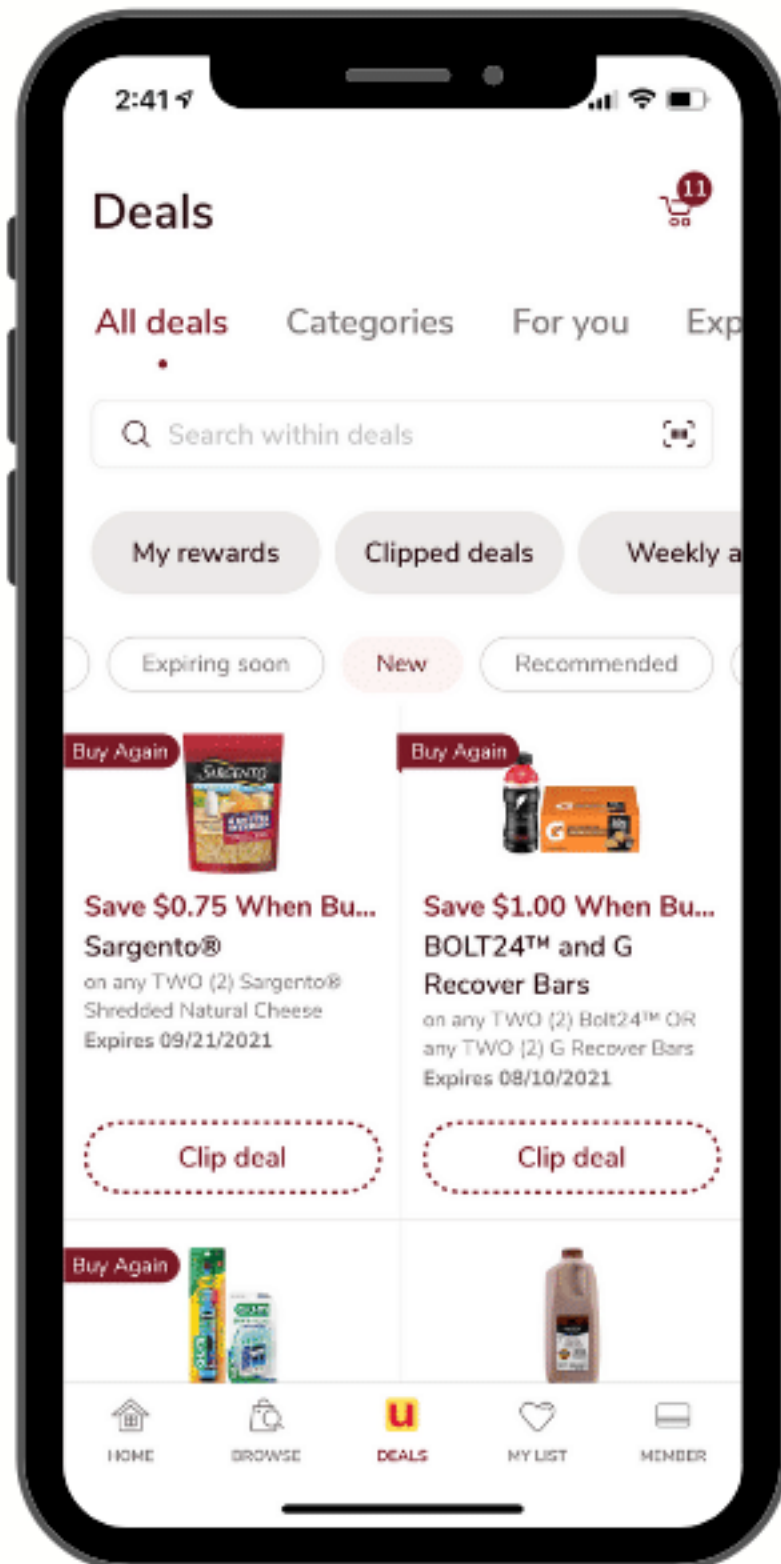 2:41
Deals
11
All deals Categories For you Exp
Search within deals
My rewards Clipped deals Weekly a
Expiring soon New Recommended
Buy Again Buy Again
SARGENTO
G
Save $0.75 When Bu... Save $1.00 When Bu...
Sargento® BOLT24™ and G
Recover Bars
on any TWO (2) Sargento®
Shredded Natural Cheese
Expires 09/21/2021
on any TWO (2) Bolt24™ OR
any TWO (2) G Recover Bars
Expires 08/10/2021
Clip deal Clip deal
Buy Again
GUM
u
HOME BROWSE DEALS MY LIST MEMBER